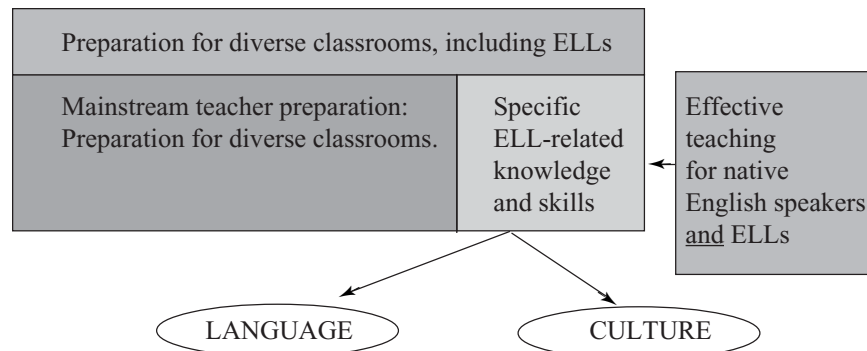 Preparation for diverse classrooms, including ELLs
Mainstream teacher preparation:
Preparation for diverse classrooms.
Specific
ELL-related
knowledge
and skills
Effective
teaching
for native
English speakers
and ELLs
LANGUAGE
CULTURE